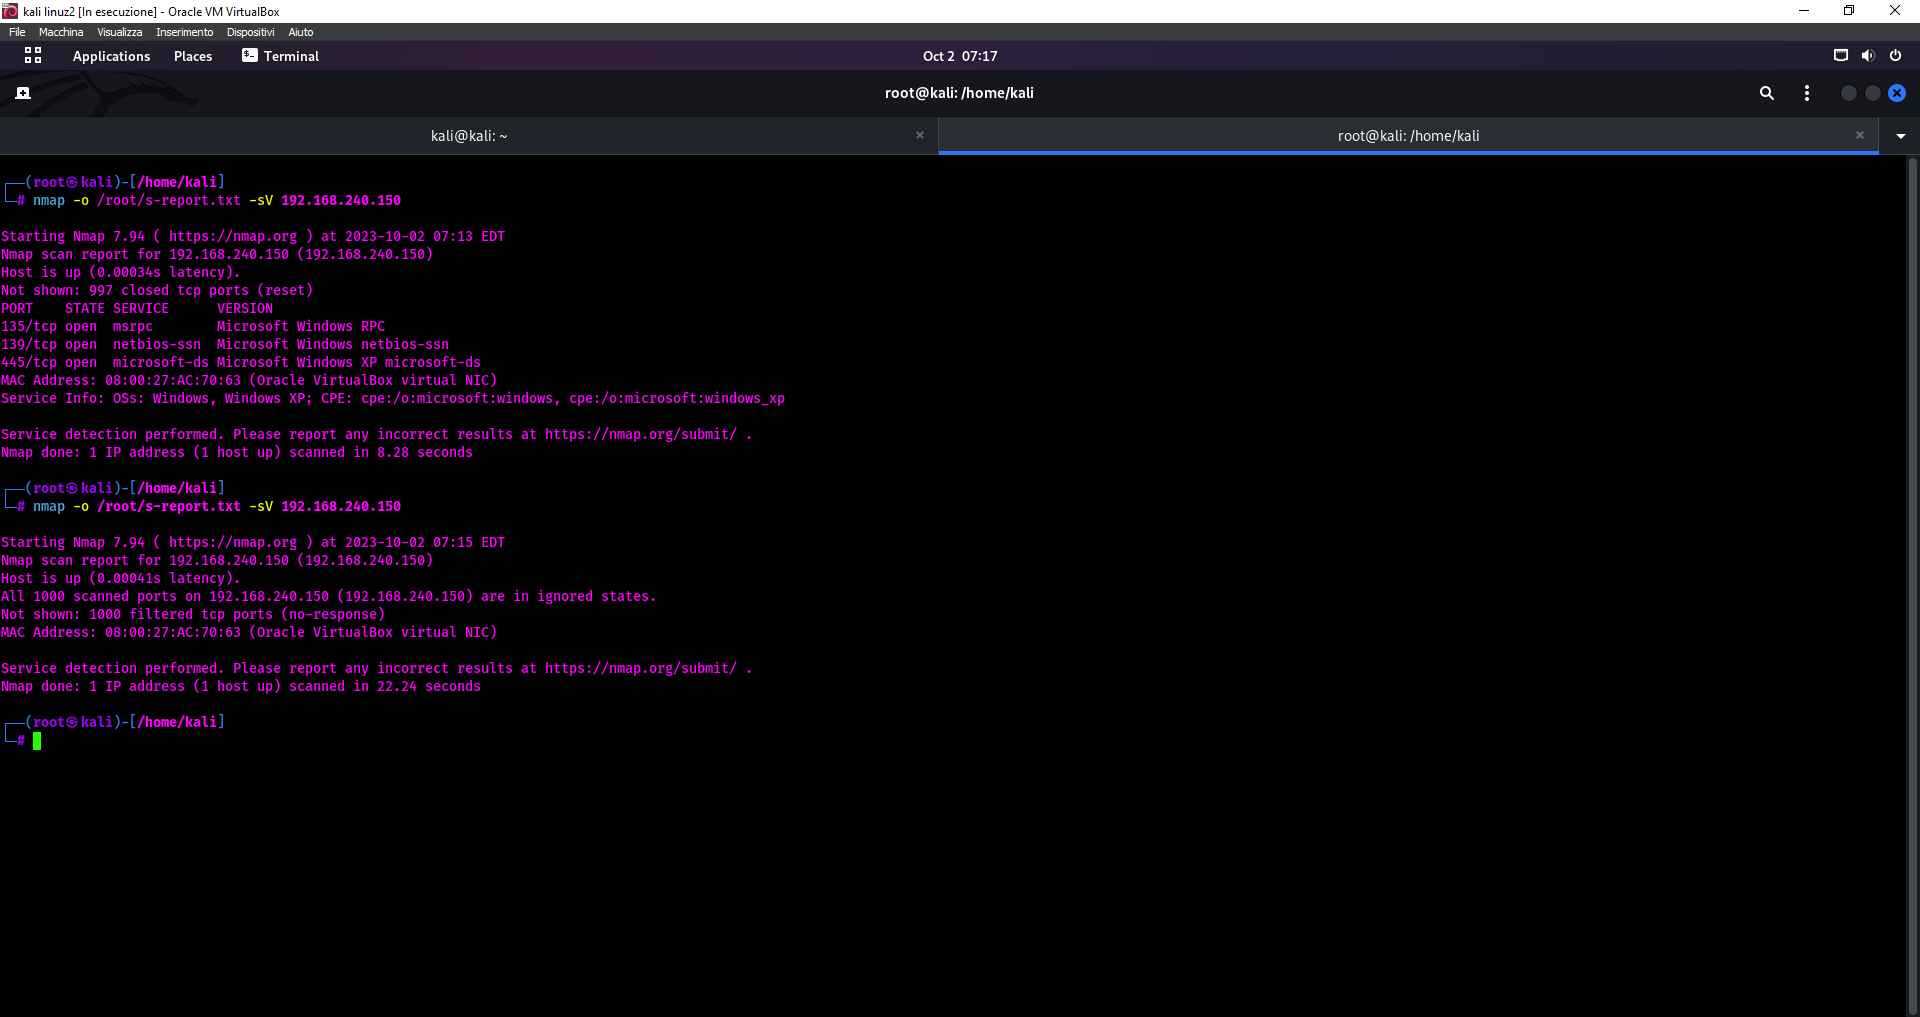 kali linuz2 [In esecuzione] - Oracle VM VirtualBox
File Macchina Visualizza Inserimento Dispositivi Aiuto
Applications Places Terminal Oct 2 07:17
root@kali: /home/kali
kali@kali: ~ root@kali: /home/kali
┌──(root㉿kali)-[/home/kali]
└─# nmap -o /root/s-report.txt -sV 192.168.240.150
Starting Nmap 7.94 ( https://nmap.org ) at 2023-10-02 07:13 EDT
Nmap scan report for 192.168.240.150 (192.168.240.150)
Host is up (0.00034s latency).
Not shown: 997 closed tcp ports (reset)
PORT    STATE SERVICE      VERSION
135/tcp open  msrpc        Microsoft Windows RPC
139/tcp open  netbios-ssn  Microsoft Windows netbios-ssn
445/tcp open  microsoft-ds Microsoft Windows XP microsoft-ds
MAC Address: 08:00:27:AC:70:63 (Oracle VirtualBox virtual NIC)
Service Info: OSs: Windows, Windows XP; CPE: cpe:/o:microsoft:windows, cpe:/o:microsoft:windows_xp
Service detection performed. Please report any incorrect results at https://nmap.org/submit/ .
Nmap done: 1 IP address (1 host up) scanned in 8.28 seconds
┌──(root㉿kali)-[/home/kali]
└─# nmap -o /root/s-report.txt -sV 192.168.240.150
Starting Nmap 7.94 ( https://nmap.org ) at 2023-10-02 07:15 EDT
Nmap scan report for 192.168.240.150 (192.168.240.150)
Host is up (0.00041s latency).
All 1000 scanned ports on 192.168.240.150 (192.168.240.150) are in ignored states.
Not shown: 1000 filtered tcp ports (no-response)
MAC Address: 08:00:27:AC:70:63 (Oracle VirtualBox virtual NIC)
Service detection performed. Please report any incorrect results at https://nmap.org/submit/ .
Nmap done: 1 IP address (1 host up) scanned in 22.24 seconds
┌──(root㉿kali)-[/home/kali]
└─#